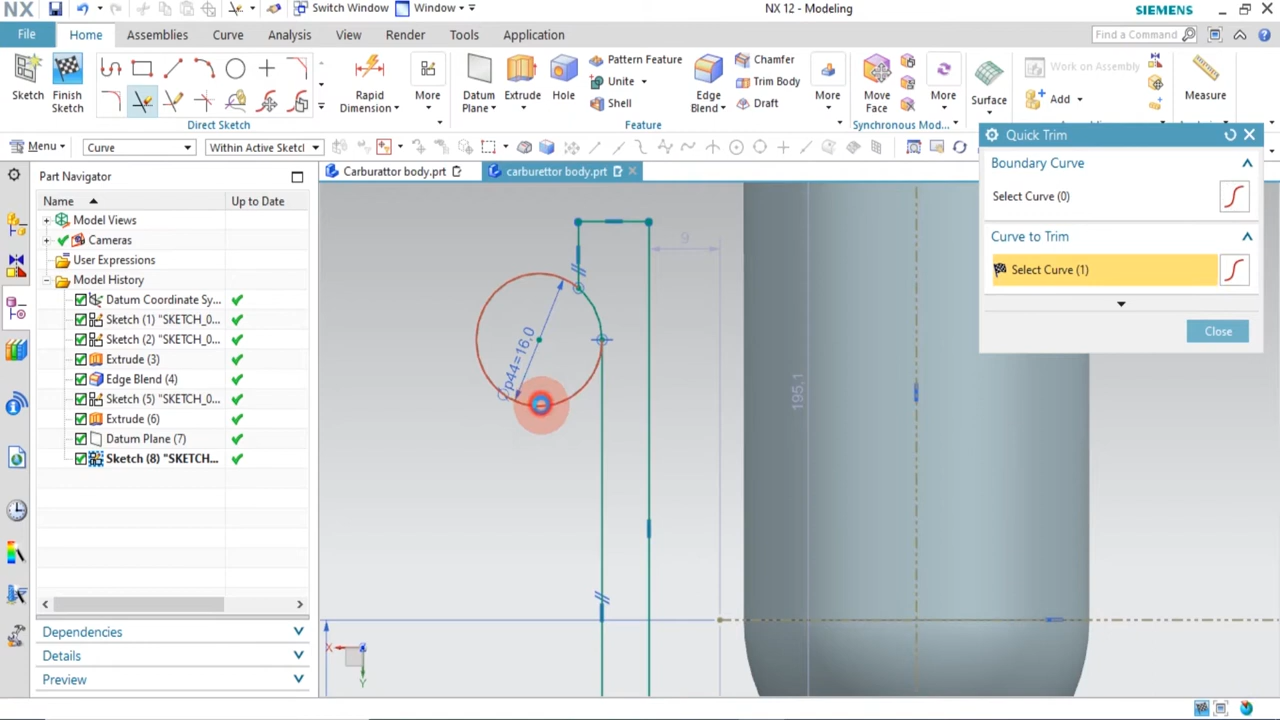 NX Switch Window Window NX 12 - Modeling SIEMENS
File Home Assemblies Curve Analysis View Tools Render Application Find a Command
Sketch Finish Sketch Rapid Dimension More Datum Plane Extrude Hole Pattern Feature Unite Shell Edge Blend Chamfer Trim Body Draft More Move Face More Surface Work on Assembly Add Measure
Direct Sketch Feature Synchronous Mod...
Menu Curve Within Active Sketcl
Quick Trim
Part Navigator Carburattor body.prt carburettor body.prt
Boundary Curve
Name Up to Date
Select Curve (0)
Model Views
Cameras
Curve to Trim
User Expressions
Select Curve (1)
Model History
Datum Coordinate Sy...
Sketch (1) "SKETCH_0...
Sketch (2) "SKETCH_0...
Close
Extrude (3)
Edge Blend (4)
Sketch (5) "SKETCH_0...
Extrude (6)
Datum Plane (7)
Sketch (8) "SKETCH...
9
∅p44=16,0
195,1
X
Y
Dependencies
Details
Preview